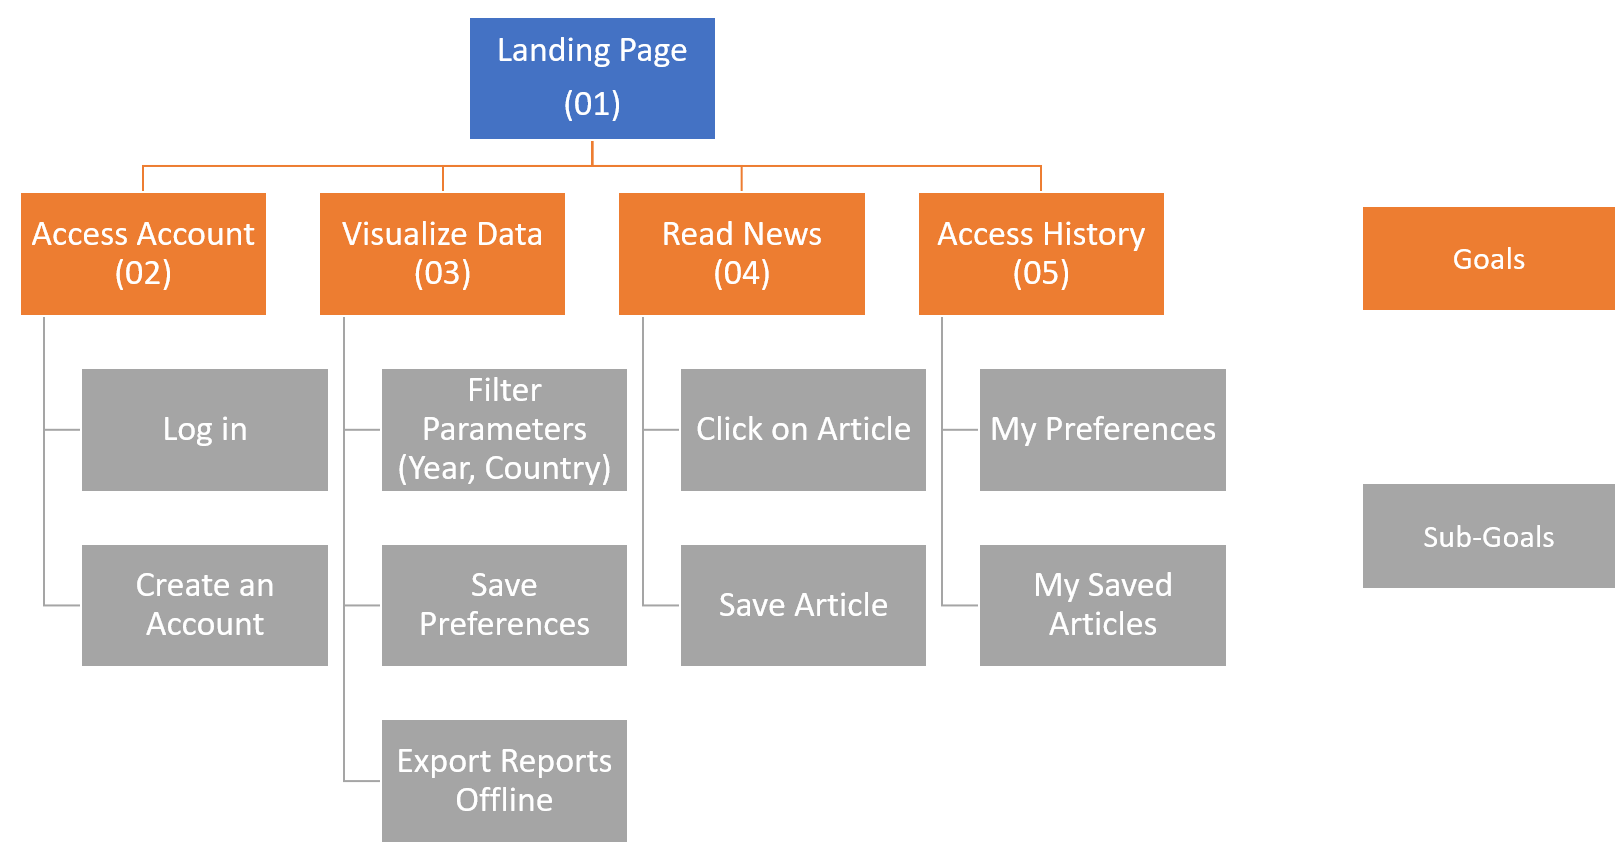 Landing Page
(01)
Access Account
(02)
Visualize Data
(03)
Read News
(04)
Access History
(05)
Goals
Log in
Filter
Parameters
(Year, Country)
Click on Article
My Preferences
Create an
Account
Save
Preferences
Save Article
My Saved
Articles
Sub-Goals
Export Reports
Offline